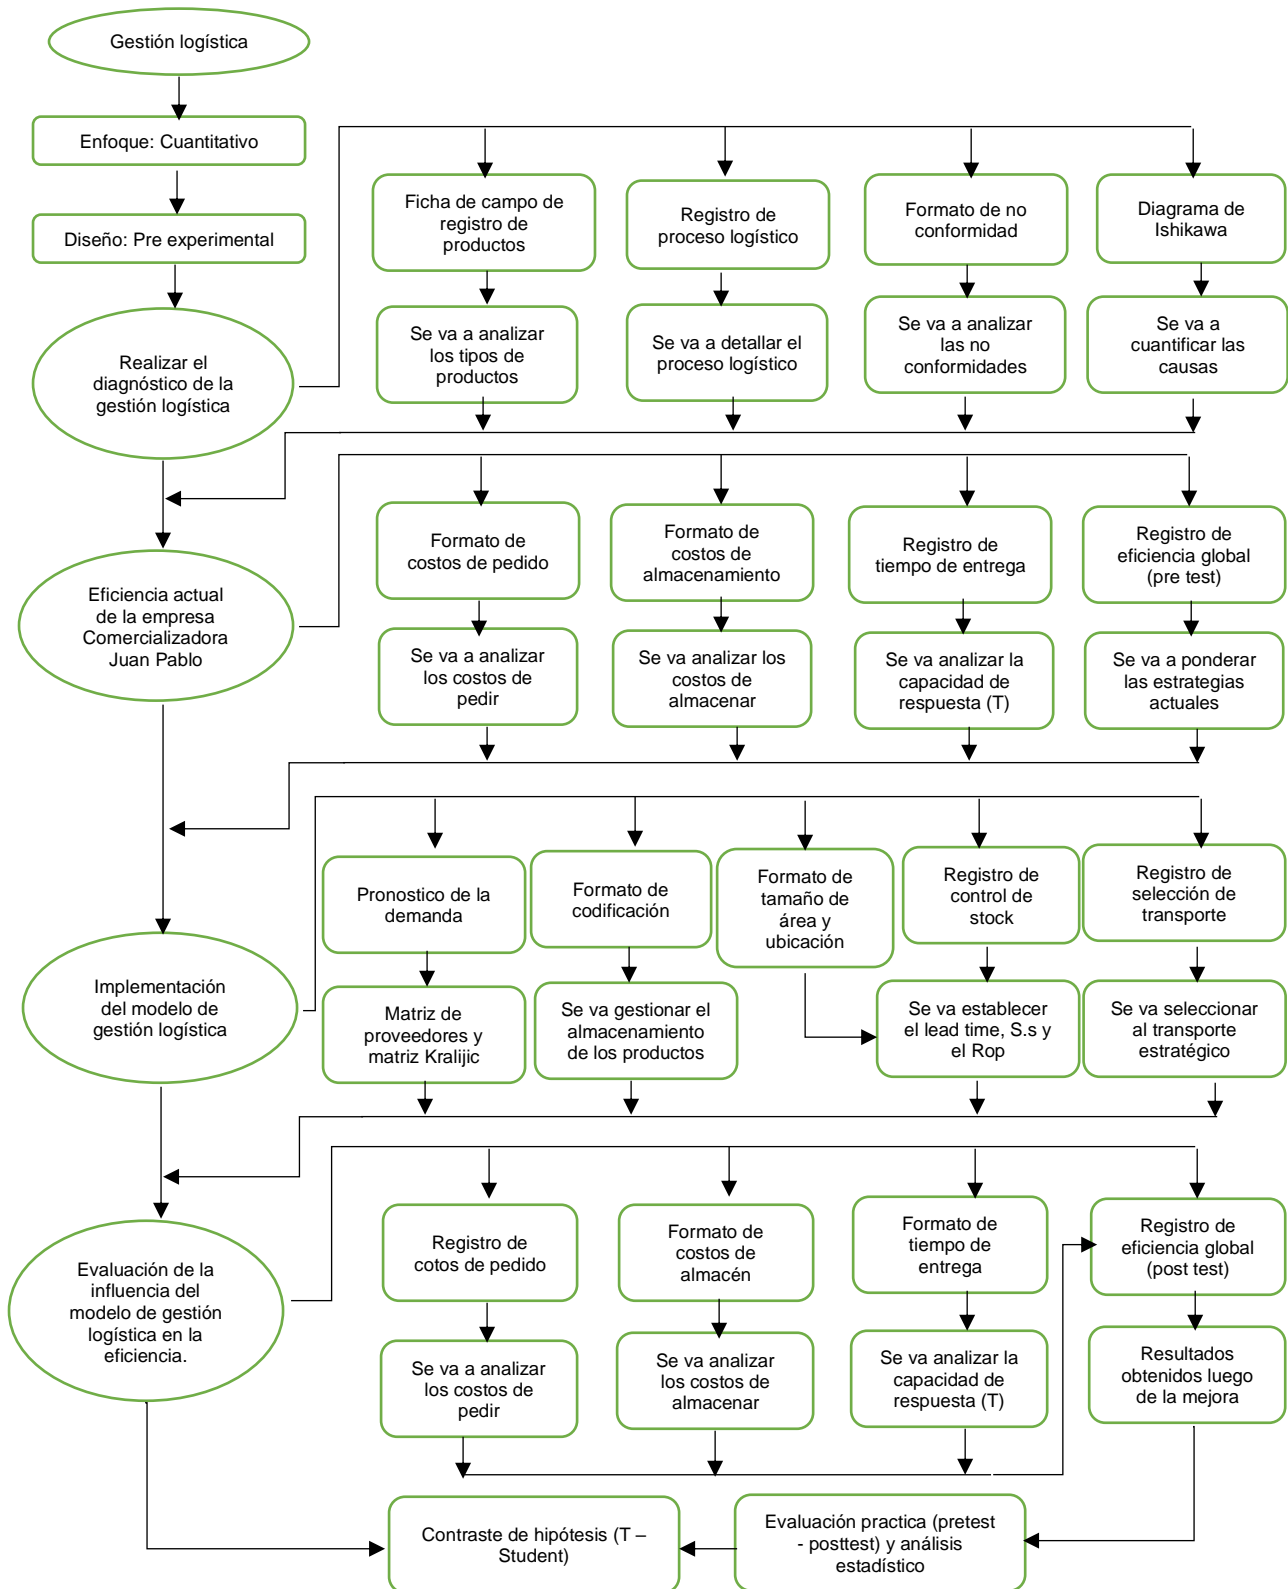 Gestión logística
Enfoque: Cuantitativo
Diseño: Pre experimental
Realizar el
diagnóstico de la
gestión logística
Ficha de campo de
registro de
productos
Registro de
proceso logístico
Formato de no
conformidad
Diagrama de
Ishikawa
Se va a analizar
los tipos de
productos
Se va a detallar el
proceso logístico
Se va a analizar
las no
conformidades
Se va a
cuantificar las
causas
Eficiencia actual
de la empresa
Comercializadora
Juan Pablo
Formato de
costos de pedido
Formato de
costos de
almacenamiento
Registro de
tiempo de entrega
Registro de
eficiencia global
(pre test)
Se va a analizar
los costos de
pedir
Se va analizar los
costos de
almacenar
Se va analizar la
capacidad de
respuesta (T)
Se va a ponderar
las estrategias
actuales
Implementación
del modelo de
gestión logística
Pronostico de la
demanda
Formato de
codificación
Formato de
tamaño de
área y
ubicación
Registro de
control de
stock
Registro de
selección de
transporte
Matriz de
proveedores y
matriz Kralijic
Se va gestionar el
almacenamiento
de los productos
Se va establecer
el lead time, S.s y
el Rop
Se va seleccionar
al transporte
estratégico
Evaluación de la
influencia del
modelo de gestión
logística en la
eficiencia.
Registro de
cotos de pedido
Formato de
costos de
almacén
Formato de
tiempo de
entrega
Registro de
eficiencia global
(post test)
Se va a analizar
los costos de
pedir
Se va analizar
los costos de
almacenar
Se va analizar la
capacidad de
respuesta (T)
Resultados
obtenidos luego
de la mejora
Contraste de hipótesis (T –
Student)
Evaluación practica (pretest
- posttest) y análisis
estadístico